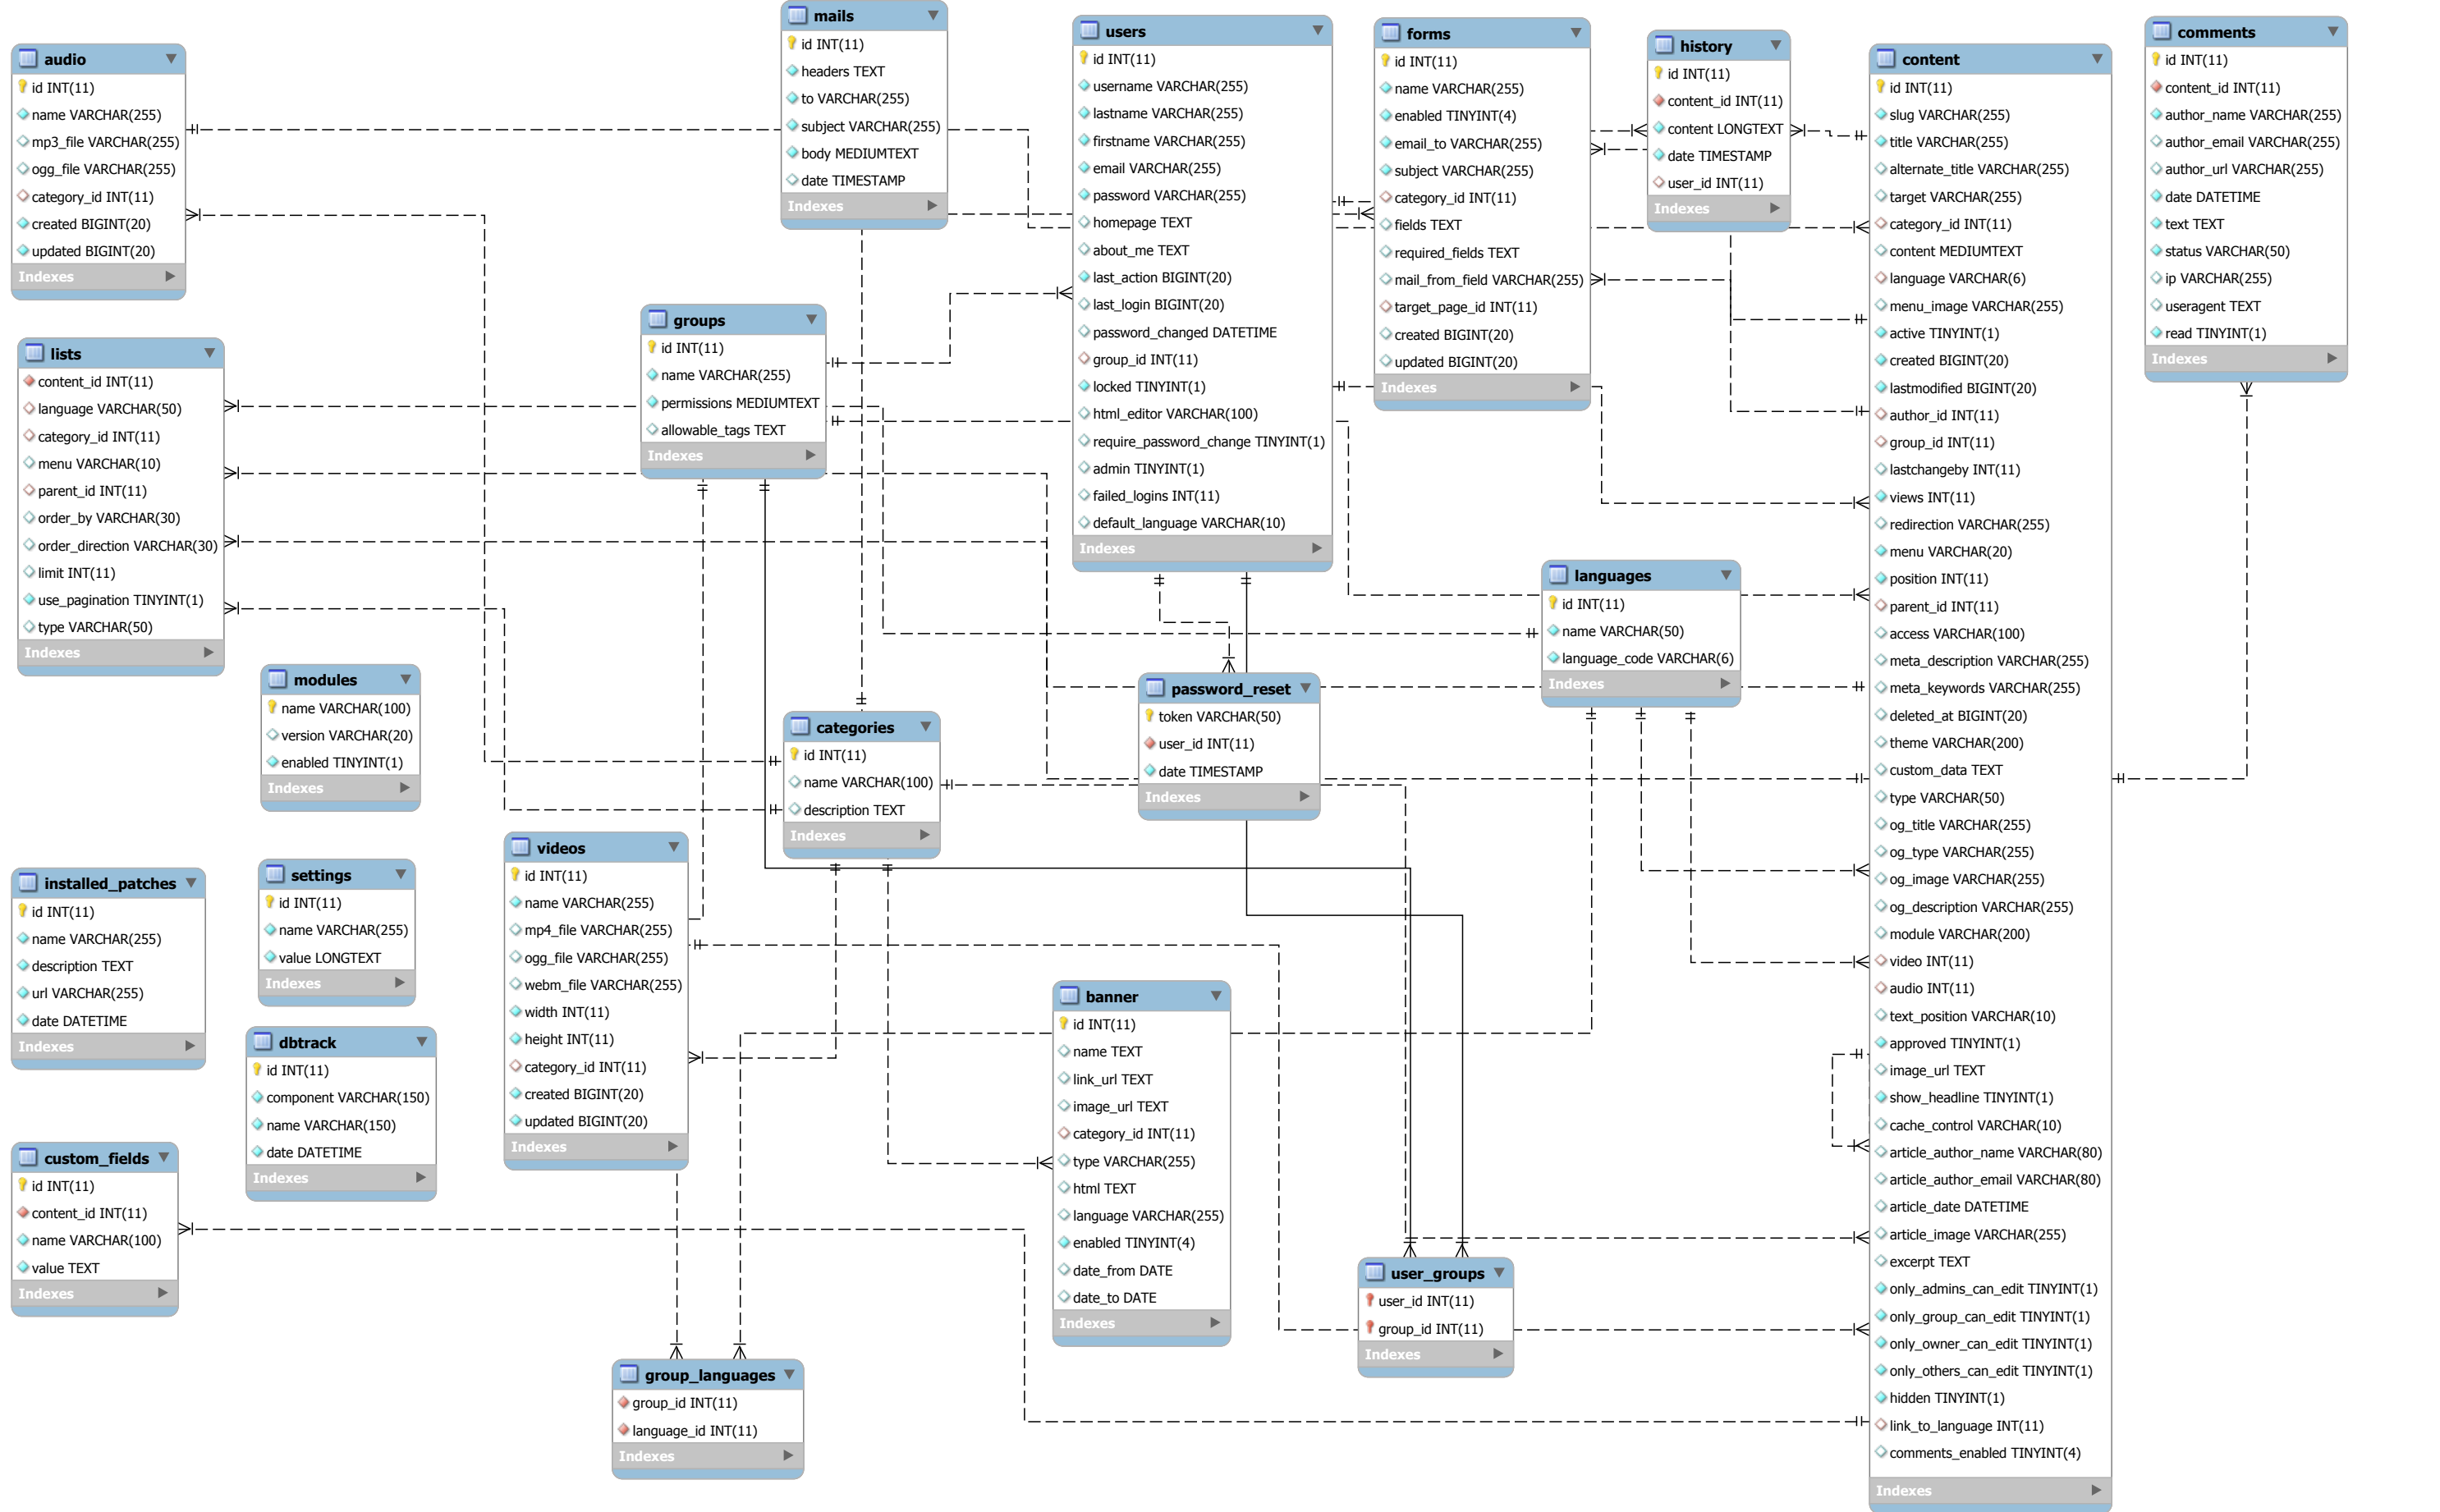 mails
id INT(11)
headers TEXT
to VARCHAR(255)
subject VARCHAR(255)
body MEDIUMTEXT
date TIMESTAMP
Indexes
users
id INT(11)
username VARCHAR(255)
lastname VARCHAR(255)
firstname VARCHAR(255)
email VARCHAR(255)
password VARCHAR(255)
homepage TEXT
about_me TEXT
last_action BIGINT(20)
last_login BIGINT(20)
password_changed DATETIME
group_id INT(11)
locked TINYINT(1)
html_editor VARCHAR(100)
require_password_change TINYINT(1)
admin TINYINT(1)
failed_logins INT(11)
default_language VARCHAR(10)
Indexes
forms
id INT(11)
name VARCHAR(255)
enabled TINYINT(4)
email_to VARCHAR(255)
subject VARCHAR(255)
category_id INT(11)
fields TEXT
required_fields TEXT
mail_from_field VARCHAR(255)
target_page_id INT(11)
created BIGINT(20)
updated BIGINT(20)
Indexes
history
id INT(11)
content_id INT(11)
content LONGTEXT
date TIMESTAMP
user_id INT(11)
Indexes
content
id INT(11)
slug VARCHAR(255)
title VARCHAR(255)
alternate_title VARCHAR(255)
target VARCHAR(255)
category_id INT(11)
content MEDIUMTEXT
language VARCHAR(6)
menu_image VARCHAR(255)
active TINYINT(1)
created BIGINT(20)
lastmodified BIGINT(20)
author_id INT(11)
group_id INT(11)
lastchangeby INT(11)
views INT(11)
redirection VARCHAR(255)
menu VARCHAR(20)
position INT(11)
parent_id INT(11)
access VARCHAR(100)
meta_description VARCHAR(255)
meta_keywords VARCHAR(255)
deleted_at BIGINT(20)
theme VARCHAR(200)
custom_data TEXT
type VARCHAR(50)
og_title VARCHAR(255)
og_type VARCHAR(255)
og_image VARCHAR(255)
og_description VARCHAR(255)
module VARCHAR(200)
video INT(11)
audio INT(11)
text_position VARCHAR(10)
approved TINYINT(1)
image_url TEXT
show_headline TINYINT(1)
cache_control VARCHAR(10)
article_author_name VARCHAR(80)
article_author_email VARCHAR(80)
article_date DATETIME
article_image VARCHAR(255)
excerpt TEXT
only_admins_can_edit TINYINT(1)
only_group_can_edit TINYINT(1)
only_owner_can_edit TINYINT(1)
only_others_can_edit TINYINT(1)
hidden TINYINT(1)
link_to_language INT(11)
comments_enabled TINYINT(4)
Indexes
comments
id INT(11)
content_id INT(11)
author_name VARCHAR(255)
author_email VARCHAR(255)
author_url VARCHAR(255)
date DATETIME
text TEXT
status VARCHAR(50)
ip VARCHAR(255)
useragent TEXT
read TINYINT(1)
Indexes
audio
id INT(11)
name VARCHAR(255)
mp3_file VARCHAR(255)
ogg_file VARCHAR(255)
category_id INT(11)
created BIGINT(20)
updated BIGINT(20)
Indexes
groups
id INT(11)
name VARCHAR(255)
permissions MEDIUMTEXT
allowable_tags TEXT
Indexes
lists
content_id INT(11)
language VARCHAR(50)
category_id INT(11)
menu VARCHAR(10)
parent_id INT(11)
order_by VARCHAR(30)
order_direction VARCHAR(30)
limit INT(11)
use_pagination TINYINT(1)
type VARCHAR(50)
Indexes
languages
id INT(11)
name VARCHAR(50)
language_code VARCHAR(6)
Indexes
modules
name VARCHAR(100)
version VARCHAR(20)
enabled TINYINT(1)
Indexes
password_reset
token VARCHAR(50)
user_id INT(11)
date TIMESTAMP
Indexes
categories
id INT(11)
name VARCHAR(100)
description TEXT
Indexes
videos
id INT(11)
name VARCHAR(255)
mp4_file VARCHAR(255)
ogg_file VARCHAR(255)
webm_file VARCHAR(255)
width INT(11)
height INT(11)
category_id INT(11)
created BIGINT(20)
updated BIGINT(20)
Indexes
installed_patches
id INT(11)
name VARCHAR(255)
description TEXT
url VARCHAR(255)
date DATETIME
Indexes
settings
id INT(11)
name VARCHAR(255)
value LONGTEXT
Indexes
dbtrack
id INT(11)
component VARCHAR(150)
name VARCHAR(150)
date DATETIME
Indexes
banner
id INT(11)
name TEXT
link_url TEXT
image_url TEXT
category_id INT(11)
type VARCHAR(255)
html TEXT
language VARCHAR(255)
enabled TINYINT(4)
date_from DATE
date_to DATE
Indexes
custom_fields
id INT(11)
content_id INT(11)
name VARCHAR(100)
value TEXT
Indexes
user_groups
user_id INT(11)
group_id INT(11)
Indexes
group_languages
group_id INT(11)
language_id INT(11)
Indexes